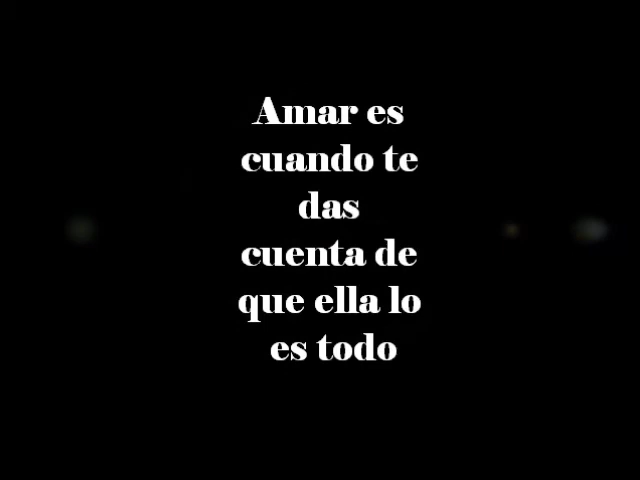 Amar es
cuando te
das
cuenta de
que ella lo
es todo